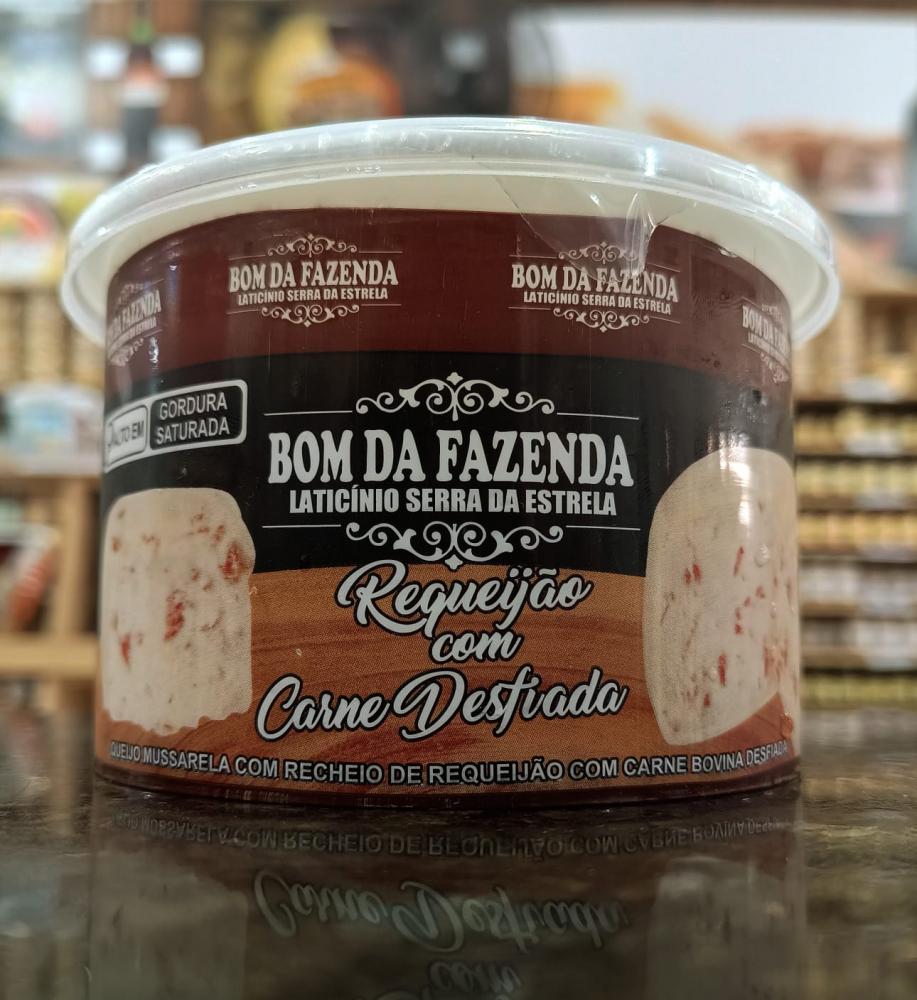 BOM DA FAZENDA
LATICÍNIO SERRA DA ESTRELA
BOM DA FAZENDA
LATICÍNIO SERRA DA ESTRELA
ALTO EM
GORDURA
SATURADA
BOM DA FAZENDA
LATICÍNIO SERRA DA ESTRELA
Requeijão
com
Carne Desfiada
QUEIJO MUSSARELA COM RECHEIO DE REQUEIJÃO COM CARNE BOVINA DESFIADA